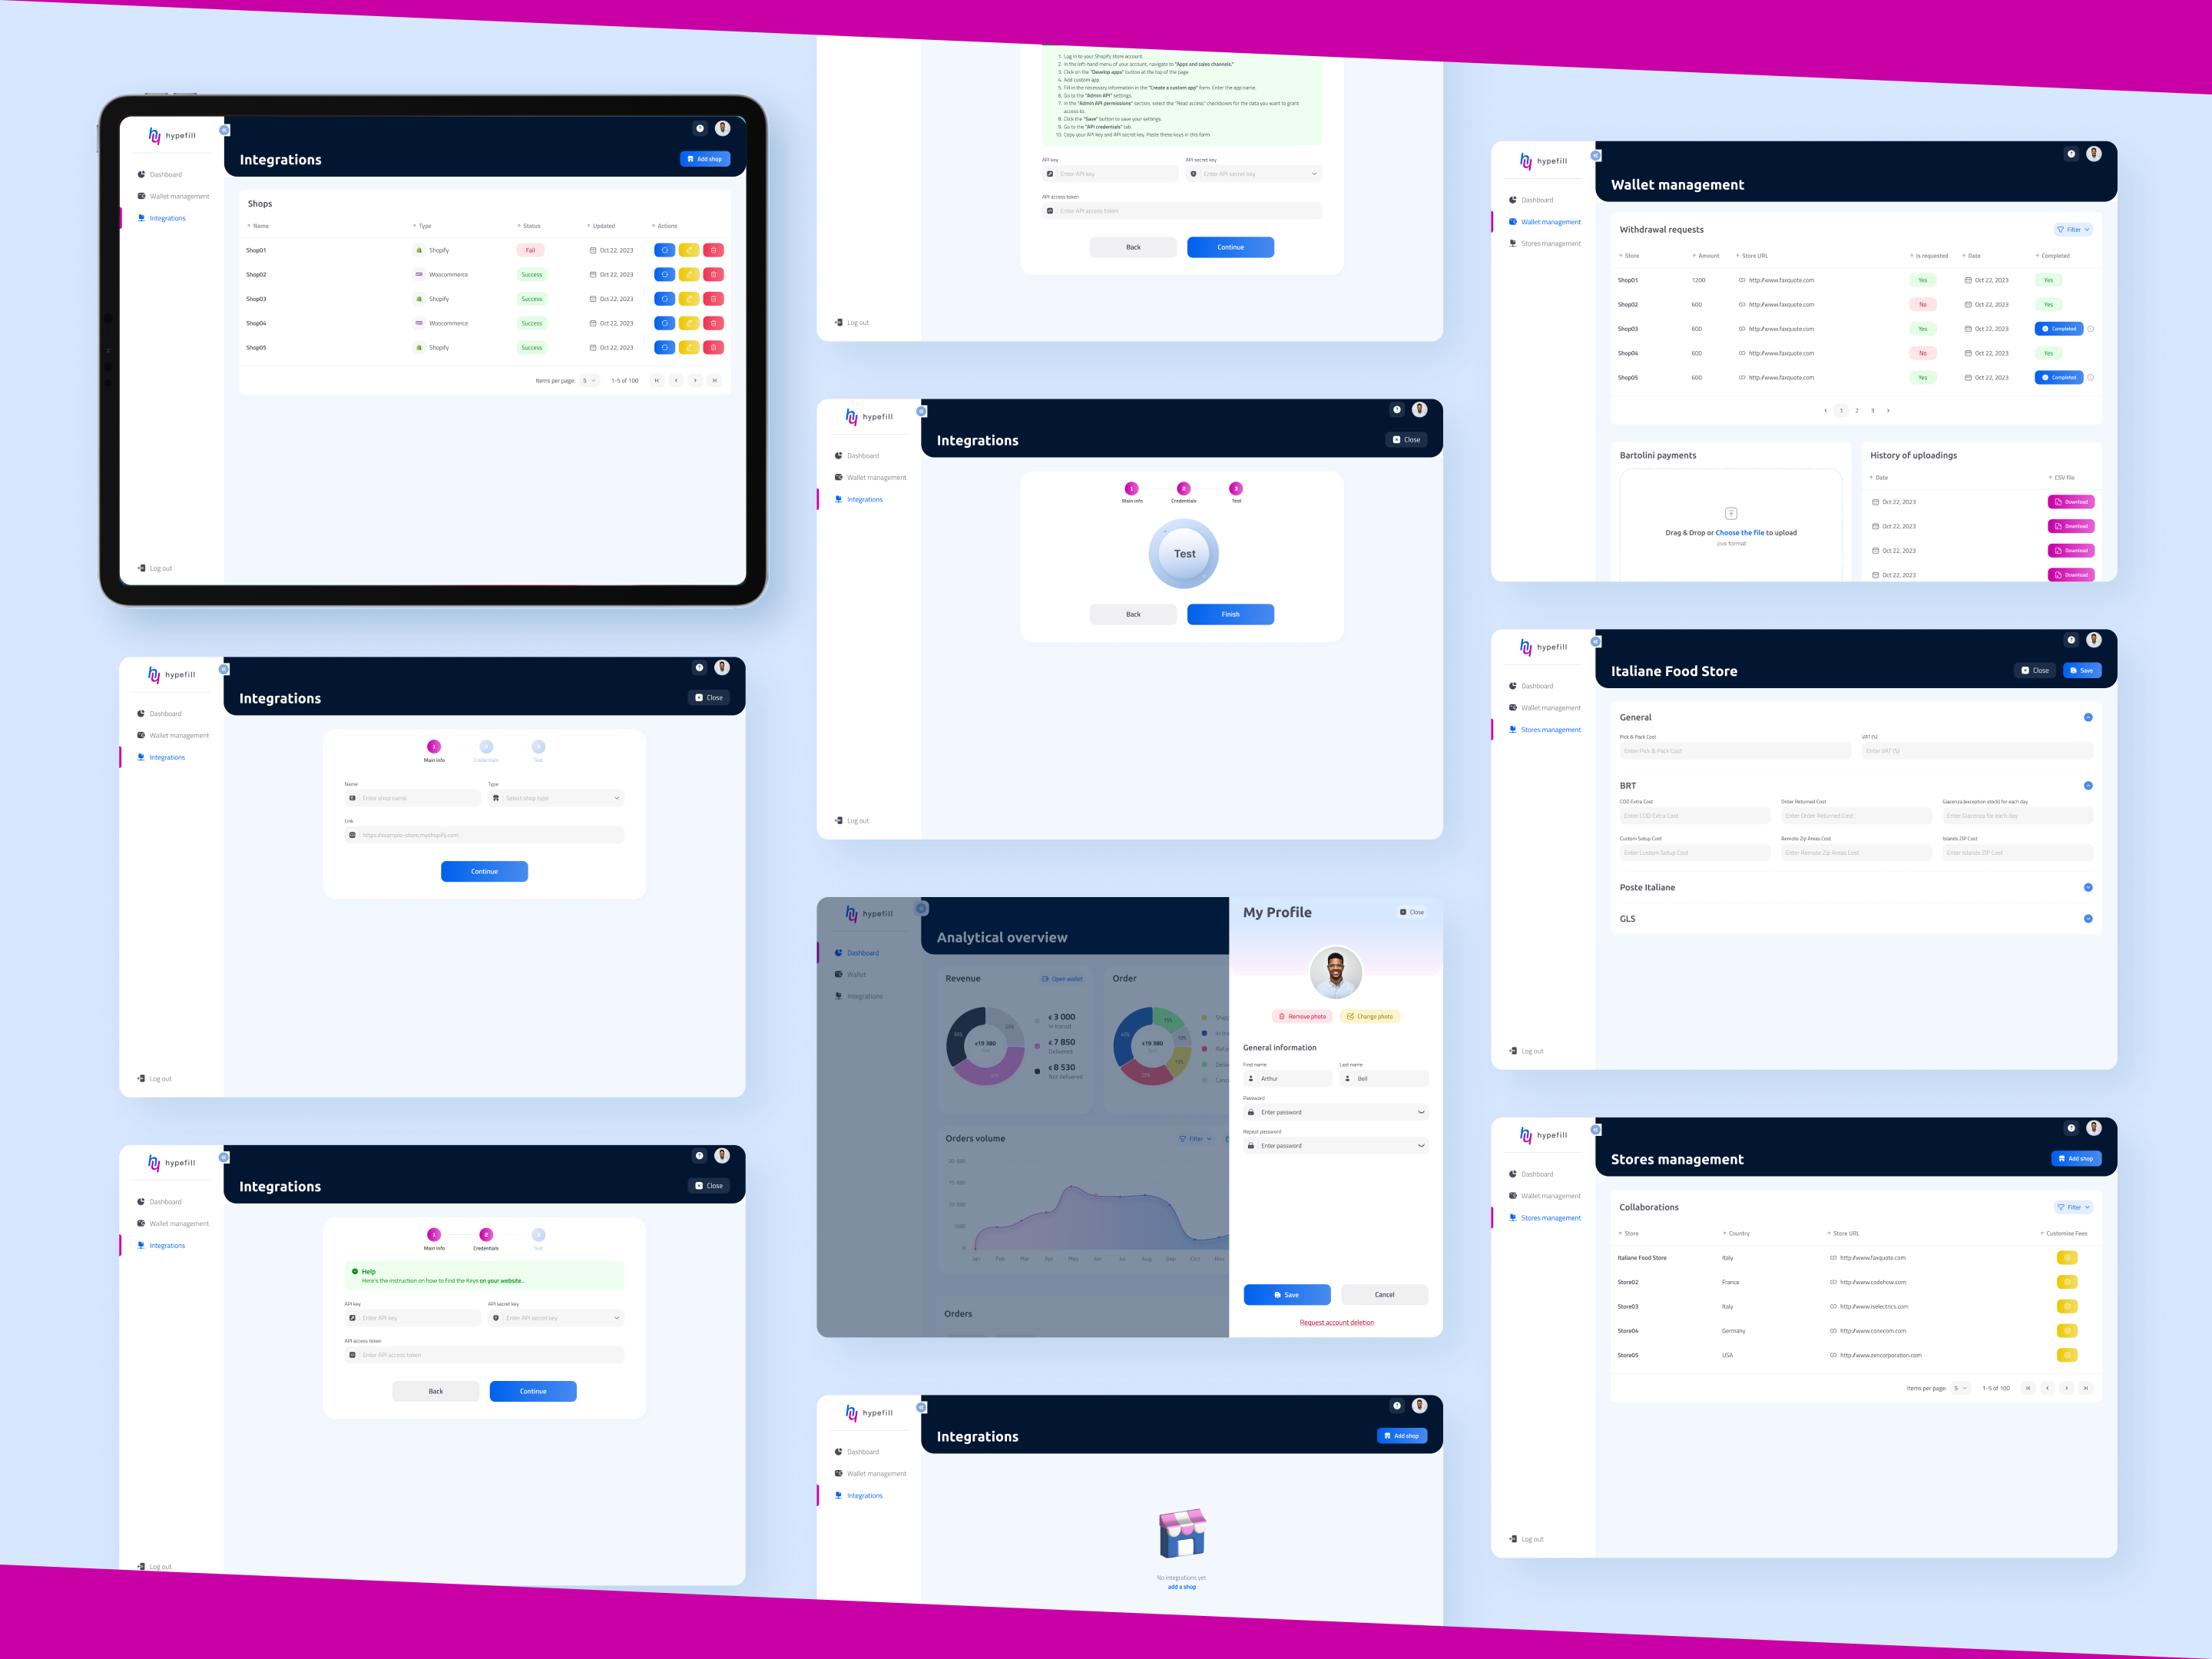 hypefill
Integrations
Add shop
Dashboard
Wallet management
Integrations
Shops
Name Type Status Updated Actions
Shop01 Shopify Fail Oct 22, 2023
Shop02 Woocommerce Success Oct 22, 2023
Shop03 Shopify Success Oct 22, 2023
Shop04 Woocommerce Success Oct 22, 2023
Shop05 Shopify Success Oct 22, 2023
Items per page: 5 1-5 of 100
Log out
hypefill
Integrations
Close
Dashboard
Wallet management
Integrations
1 2 3
Main info Credentials Test
Name Type
Enter shop name Select shop type
Link
https://example-store.myshopify.com
Continue
Log out
hypefill
Integrations
Close
Dashboard
Wallet management
Integrations
1 2 3
Main info Credentials Test
Help
Here's the instruction on how to find the Keys on your website..
API key API secret key
Enter API key Enter API secret key
API access token
Enter API access token
Back Continue
Log out
1. Log in to your Shopify store account.
2. In the left-hand menu of your account, navigate to "Apps and sales channels."
3. Click on the "Develop apps" button at the top of the page
4. Add custom app.
5. Fill in the necessary information in the "Create a custom app" form. Enter the app name.
6. Go to the "Admin API" settings.
7. In the "Admin API permissions" section, select the "Read access" checkboxes for the data you want to grant
access to.
8. Click the "Save" button to save your settings.
9. Go to the "API credentials" tab.
10. Copy your API key and API secret key. Paste these keys in this form
API key API secret key
Enter API key Enter API secret key
API access token
Enter API access token
Back Continue
Log out
hypefill
Integrations
Close
Dashboard
Wallet management
Integrations
1 2 3
Main info Credentials Test
Test
Back Finish
Log out
hypefill
Analytical overview
Dashboard
Wallet
Integrations
Revenue Open wallet
€19 380
€ 3 000
In transit
€ 7 850
Delivered
€ 8 530
Not delivered
Order
€19 380
40% 15% 10% 15%
Orders volume Filter
20 000
15 000
10 000
1000
0
Jan Feb Mar Apr May Jun Jul Aug Sep Oct Nov
Orders
My Profile Close
Remove photo Change photo
General information
First name Last name
Arthur Bell
Password
Enter password
Repeat password
Enter password
Save Cancel
Request account deletion
hypefill
Integrations
Add shop
Dashboard
Wallet management
Integrations
No integrations yet
add a shop
hypefill
Wallet management
Dashboard
Wallet management
Stores management
Withdrawal requests Filter
Store Amount Store URL Is requested Date Completed
Shop01 1200 http://www.faxquote.com Yes Oct 22, 2023 Yes
Shop02 600 http://www.faxquote.com No Oct 22, 2023 Yes
Shop03 600 http://www.faxquote.com Yes Oct 22, 2023 Completed
Shop04 600 http://www.faxquote.com No Oct 22, 2023 Yes
Shop05 600 http://www.faxquote.com Yes Oct 22, 2023 Completed
1 2 3
Bartolini payments
Drag & Drop or Choose the file to upload
.cvs format
History of uploadings
Date CSV file
Oct 22, 2023 Download
Oct 22, 2023 Download
Oct 22, 2023 Download
Oct 22, 2023 Download
hypefill
Italiane Food Store
Close Save
Dashboard
Wallet management
Stores management
General
Pick & Pack Cost VAT (%)
Enter Pick & Pack Cost Enter VAT (%)
BRT
COD Extra Cost Order Returned Cost Giacenza (exception stock) for each day
Enter COD Extra Cost Enter Order Returned Cost Enter Giacenza for each day
Custom Setup Cost Remote Zip Areas Cost Islands ZIP Cost
Enter Custom Setup Cost Enter Remote Zip Areas Cost Enter Islands ZIP Cost
Poste Italiane
GLS
Log out
hypefill
Stores management
Add shop
Dashboard
Wallet management
Stores management
Collaborations Filter
Store Country Store URL Customise Fees
Italiane Food Store Italy http://www.faxquote.com
Store02 France http://www.codehow.com
Store03 Italy http://www.iselectrics.com
Store04 Germany http://www.conecom.com
Store05 USA http://www.zencorporation.com
Items per page: 5 1-5 of 100
Log out